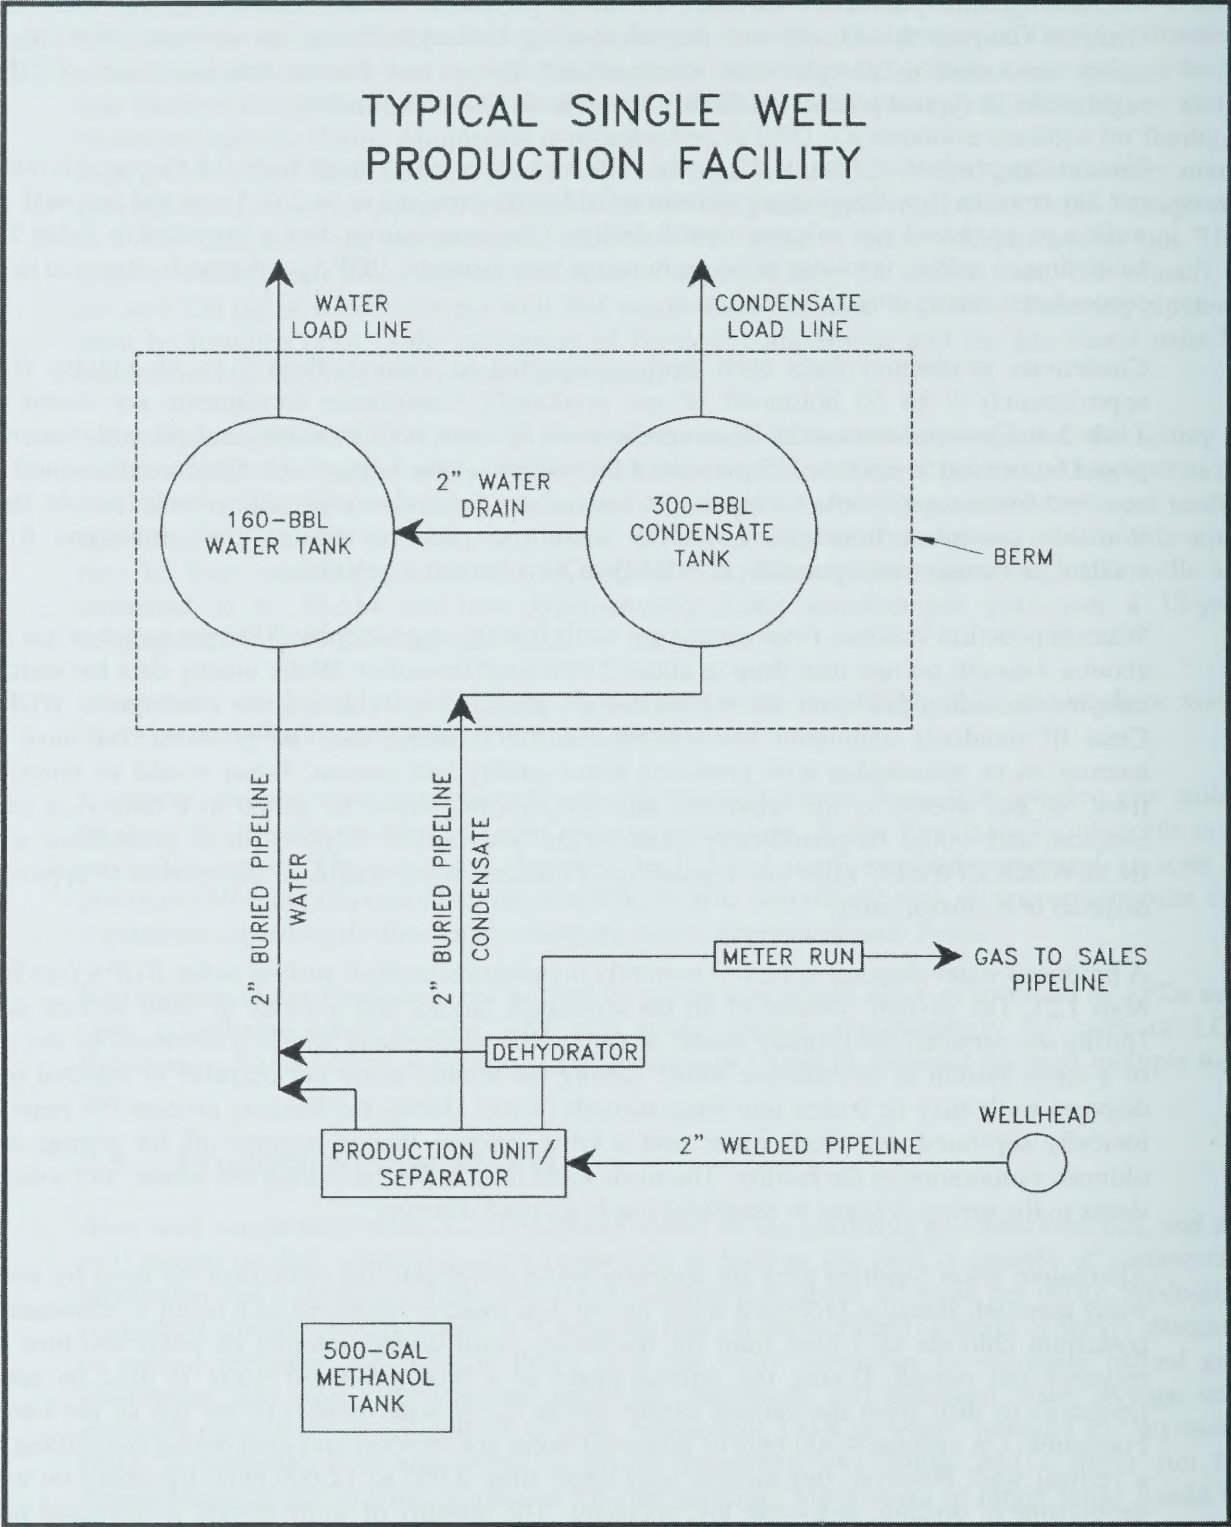 TYPICAL SINGLE WELL
PRODUCTION FACILITY
WATER
LOAD LINE
CONDENSATE
LOAD LINE
2" WATER
DRAIN
160-BBL
WATER TANK
300-BBL
CONDENSATE
TANK
BERM
2" BURIED PIPELINE
WATER
2" BURIED PIPELINE
CONDENSATE
METER RUN
GAS TO SALES
PIPELINE
DEHYDRATOR
WELLHEAD
PRODUCTION UNIT/
SEPARATOR
2" WELDED PIPELINE
500-GAL
METHANOL
TANK